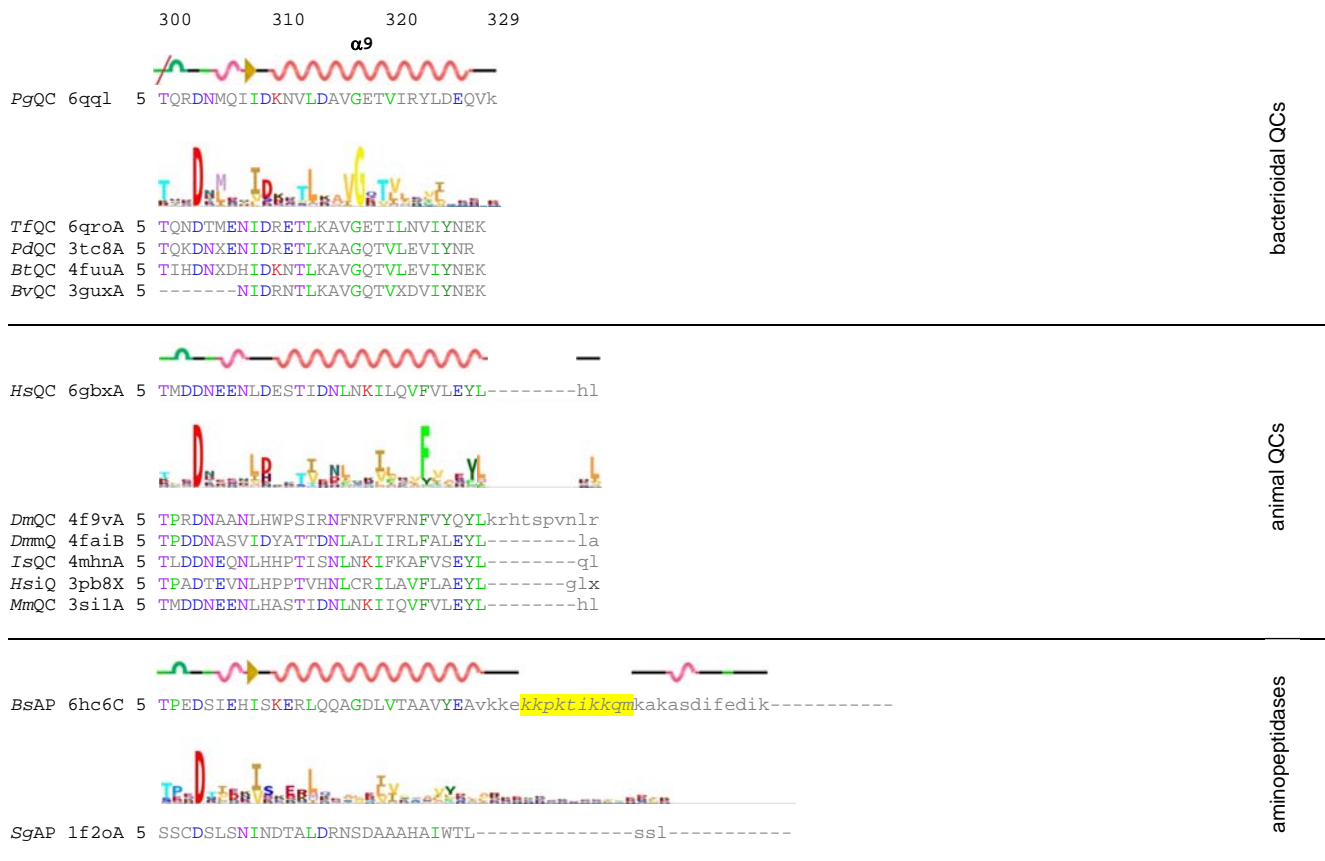 300 310 320 329
α9
PgQC 6qql 5 TQRDNMQIIDKNVLDAVGETVIRYLDEQVk
TfQC 6qroA 5 TQNDTMENIDRETLKAVGETILNVIYNEK
PdQC 3tc8A 5 TQKDNXENIDRETLKAAGQTVLEVIYNR
BtQC 4fuuA 5 TIHDNXDHIDKNTLKAVGQTVLEVIYNEK
BvQC 3guxA 5 -------NIDRNTLKAVGQTVXDVIYNEK
bacterioidal QCs
HsQC 6gbxA 5 TMDDNEENLDESTIDNLNKILQVFVLEYL--------hl
DmQC 4f9vA 5 TPRDNAANLHWPSIRNFNRVFRNFVYQYLkrhtspvnlr
DmmQ 4faiB 5 TPDDNASVIDYATTDNLALIIRLFALEYL--------la
IsQC 4mhnA 5 TLDDNEQNLHHPTISNLNKIFKAFVSEYL--------ql
HsiQ 3pb8X 5 TPADTEVNLHPPTVHNLCRILAVFLAEYL-------glx
MmQC 3si1A 5 TMDDNEENLHASTIDNLNKIIQVFVLEYL--------hl
animal QCs
BsAP 6hc6C 5 TPEDSIEHISKERLQQAGDLVTAAVYEAvkkekkpktikkqmkakasdifedik-----------
SgAP 1f2oA 5 SSCDSLSNINDTALDRNSDAAAHAIWTL--------------ssl-----------
aminopeptidases